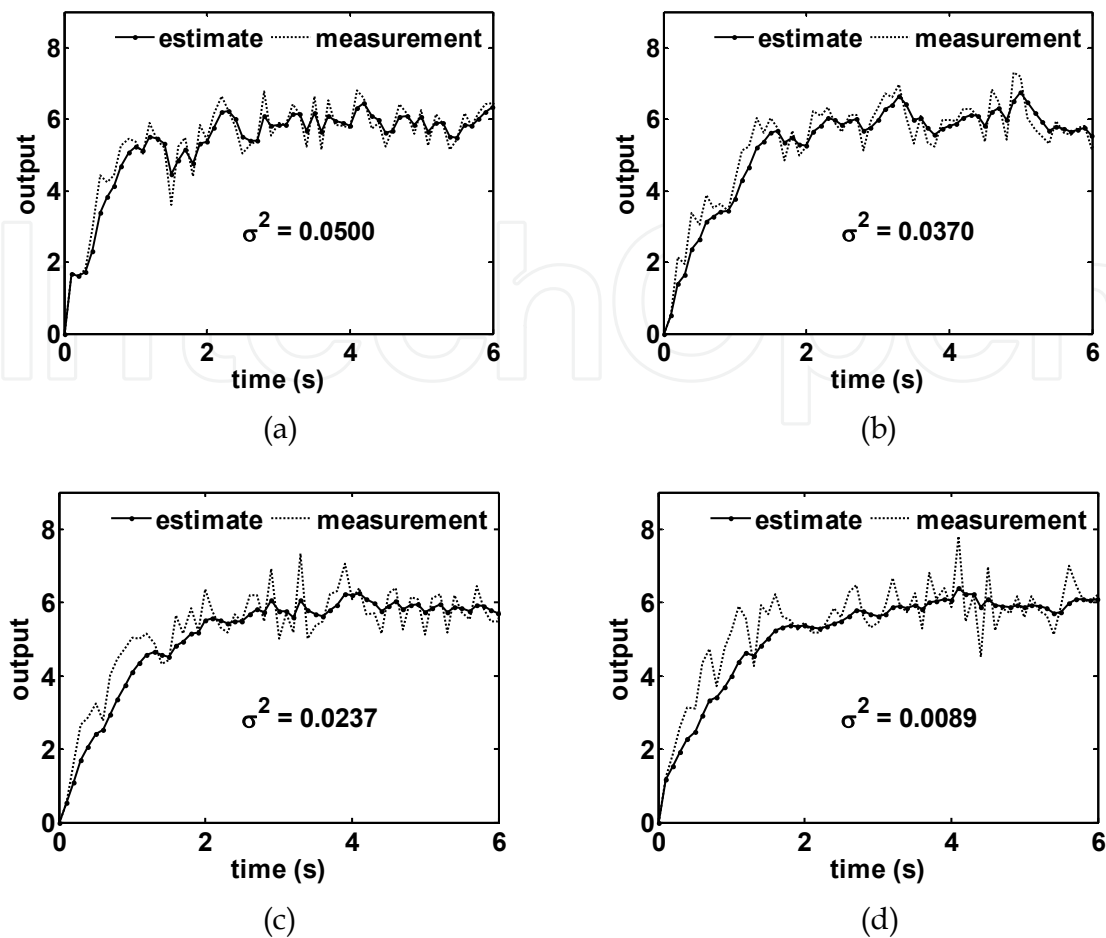 estimate measurement
8
6
4
2
0
output
σ² = 0.0500
0 2 4 6
time (s)
(a)
estimate measurement
8
6
4
2
0
output
σ² = 0.0370
0 2 4 6
time (s)
(b)
estimate measurement
8
6
4
2
0
output
σ² = 0.0237
0 2 4 6
time (s)
(c)
estimate measurement
8
6
4
2
0
output
σ² = 0.0089
0 2 4 6
time (s)
(d)